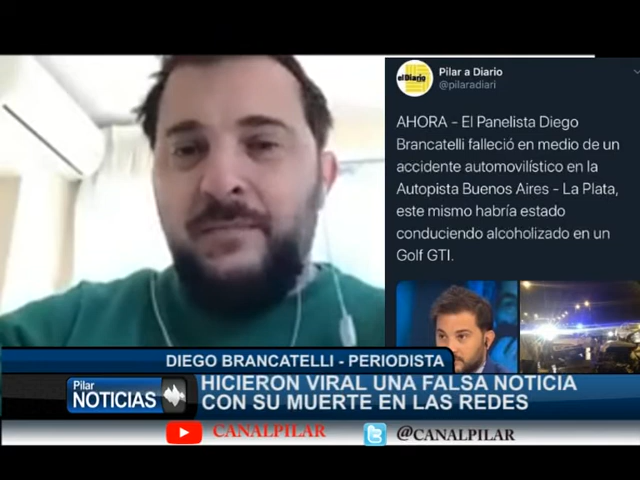 el Diario
Pilar a Diario
@pilaradiari
AHORA - El Panelista Diego
Brancatelli falleció en medio de un
accidente automovilístico en la
Autopista Buenos Aires - La Plata,
este mismo habría estado
conduciendo alcoholizado en un
Golf GTI.
DIEGO BRANCATELLI - PERIODISTA
Pilar
NOTICIAS
HICIERON VIRAL UNA FALSA NOTICIA
CON SU MUERTE EN LAS REDES
CANALPILAR
@CANALPILAR